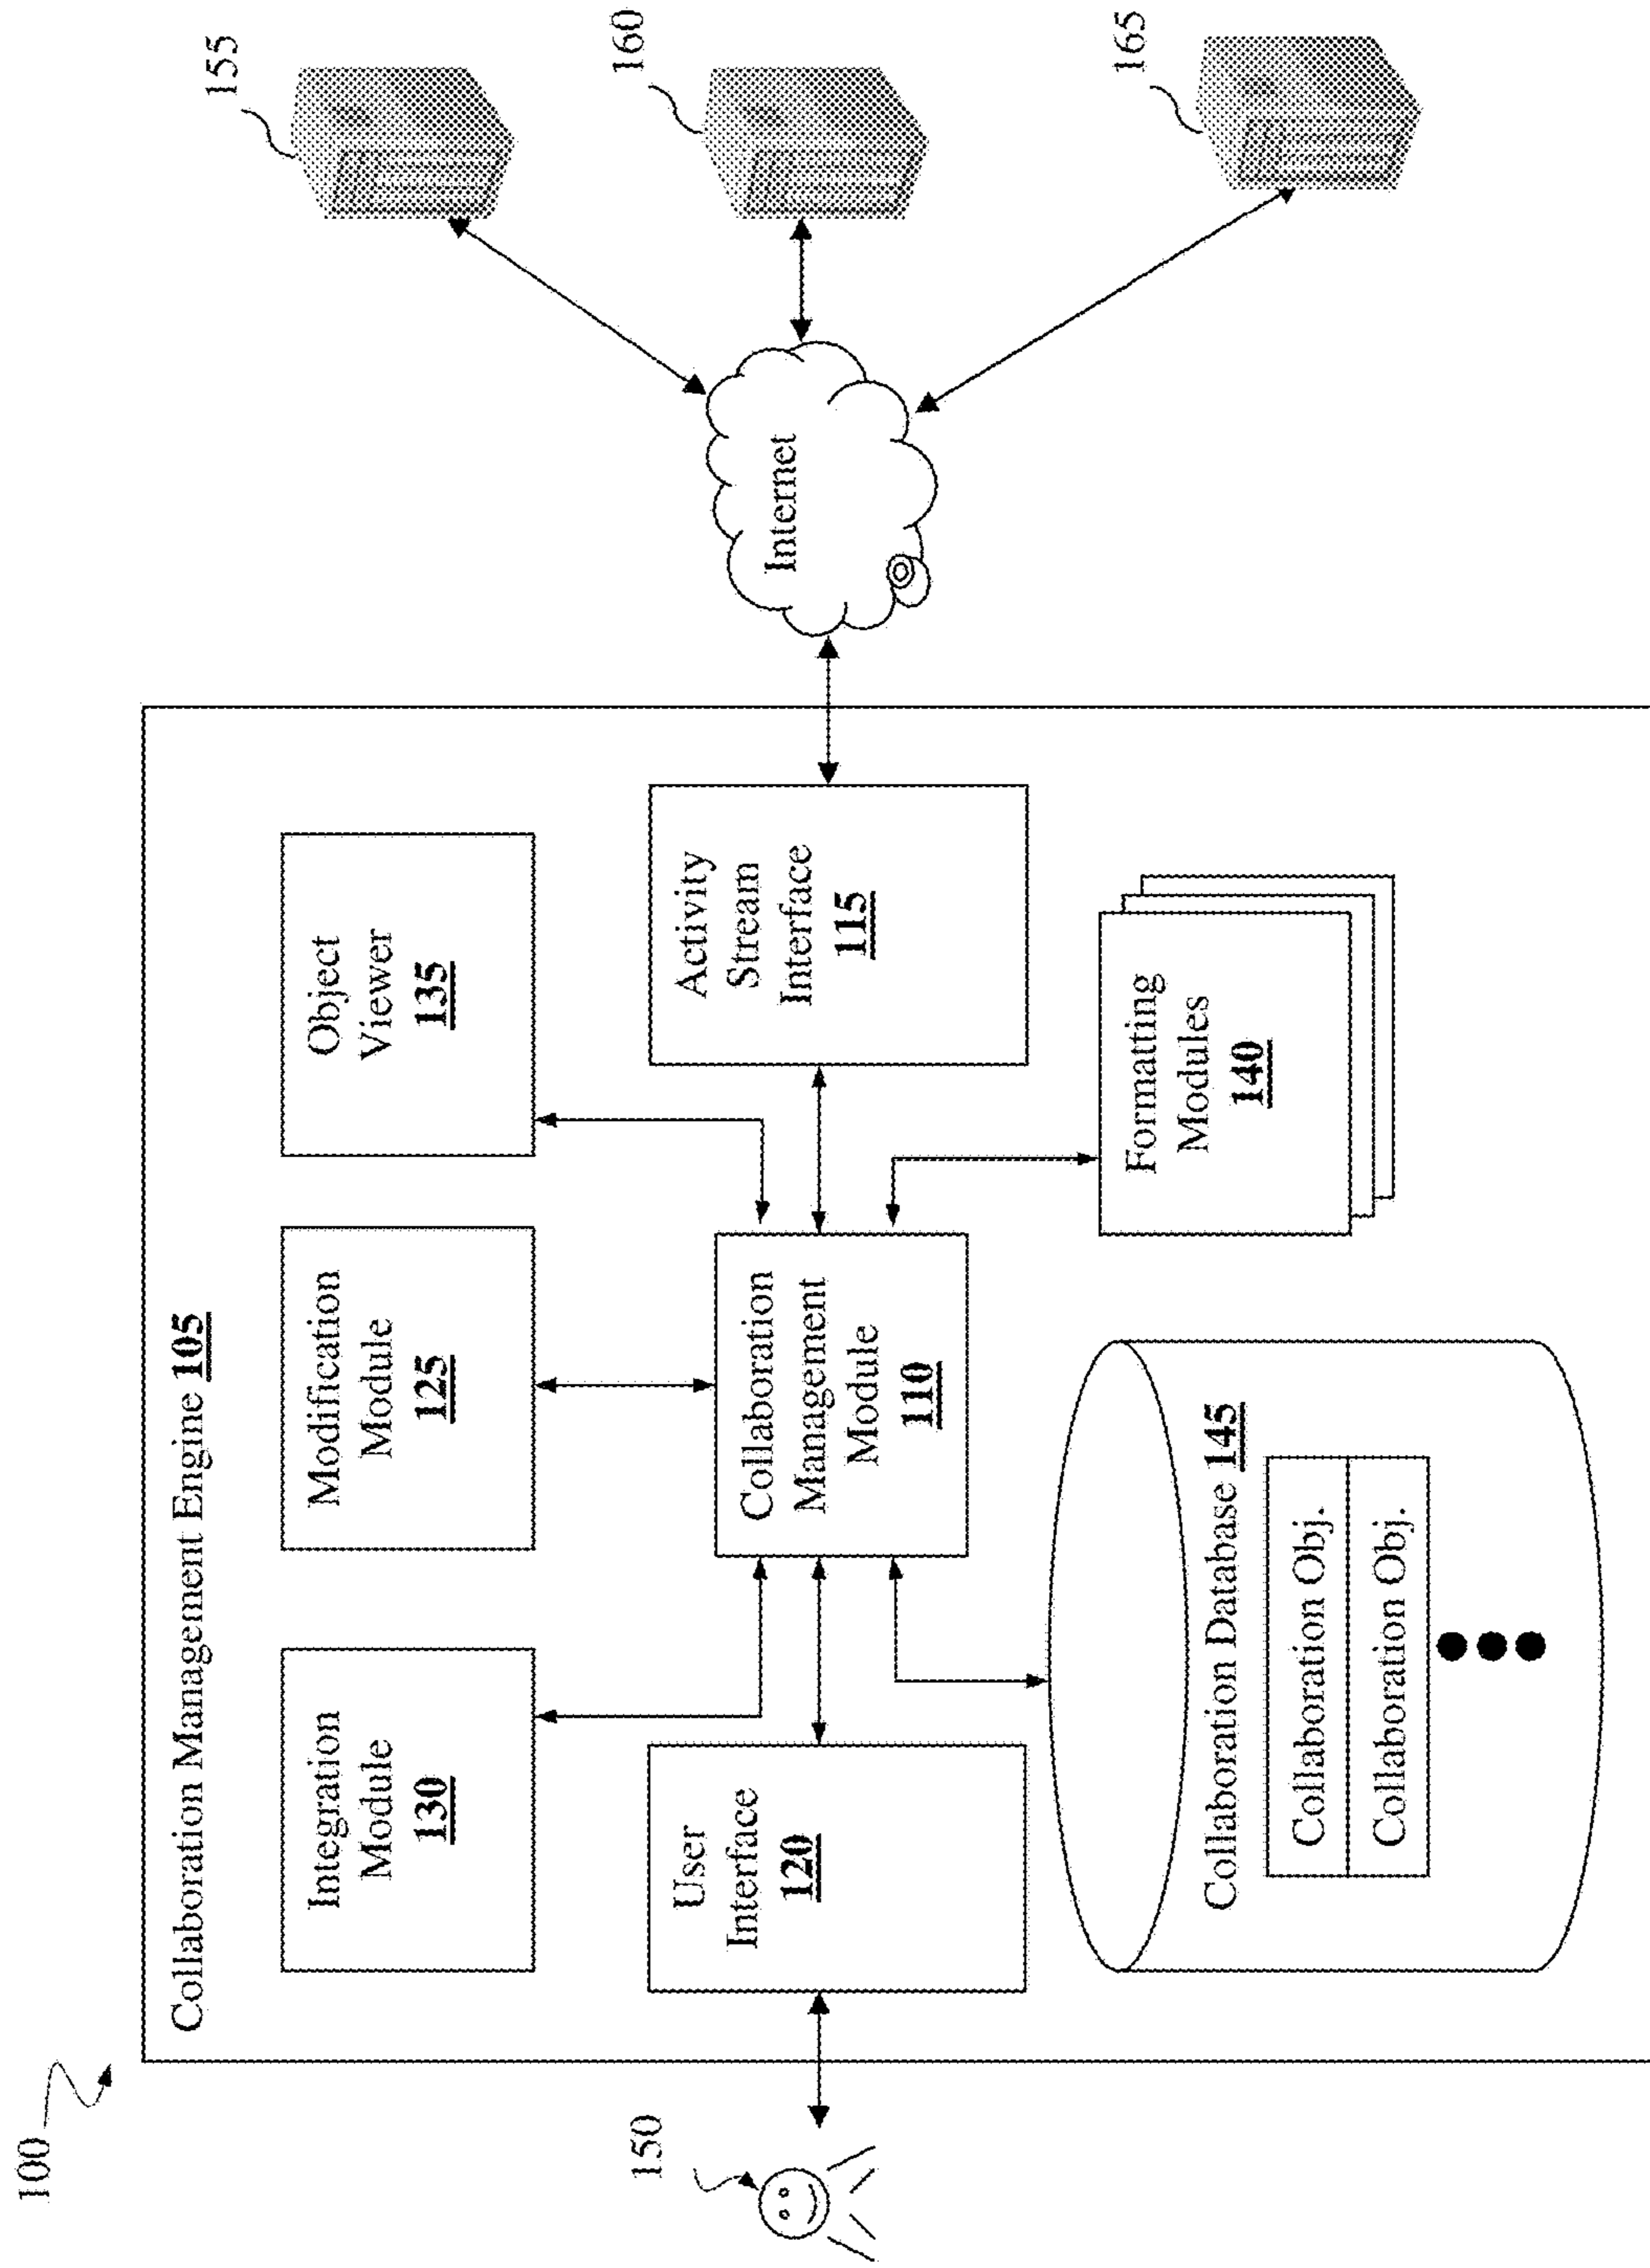 100
Collaboration Management Engine 105
Integration
Module
130
Modification
Module
125
Object
Viewer
135
155
150
User
Interface
120
Collaboration
Management
Module
110
Activity
Stream
Interface
115
Internet
160
Collaboration Database 145
Collaboration Obj.
Collaboration Obj.
Formatting
Modules
140
165